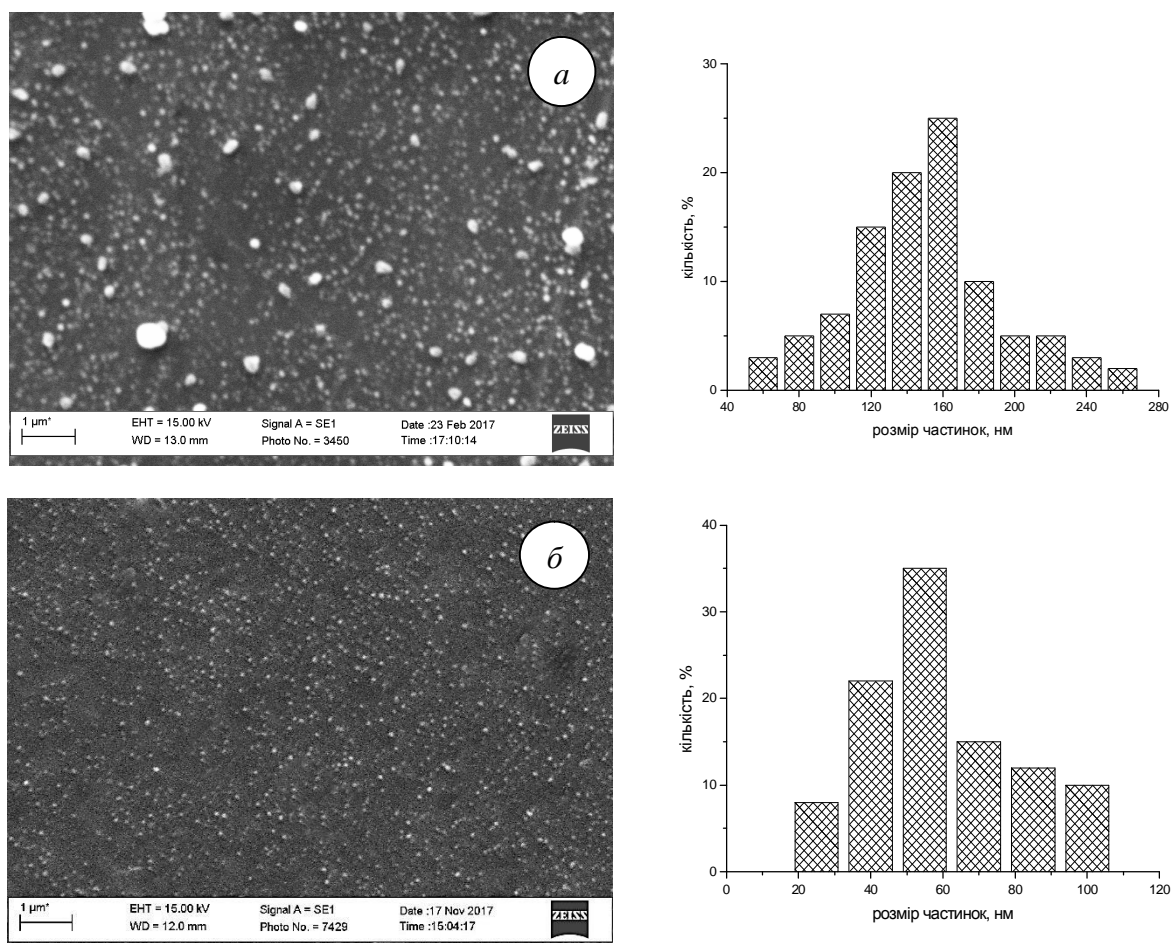 а
1 µm*
EHT = 15.00 kV Signal A = SE1 Date :23 Feb 2017
WD = 13.0 mm Photo No. = 3450 Time :17:10:14
ZEISS
кількість, %
30
20
10
0
40 80 120 160 200 240 280
розмір частинок, нм
б
1 µm*
EHT = 15.00 kV Signal A = SE1 Date :17 Nov 2017
WD = 12.0 mm Photo No. = 7429 Time :15:04:17
ZEISS
кількість, %
40
30
20
10
0
0 20 40 60 80 100 120
розмір частинок, нм